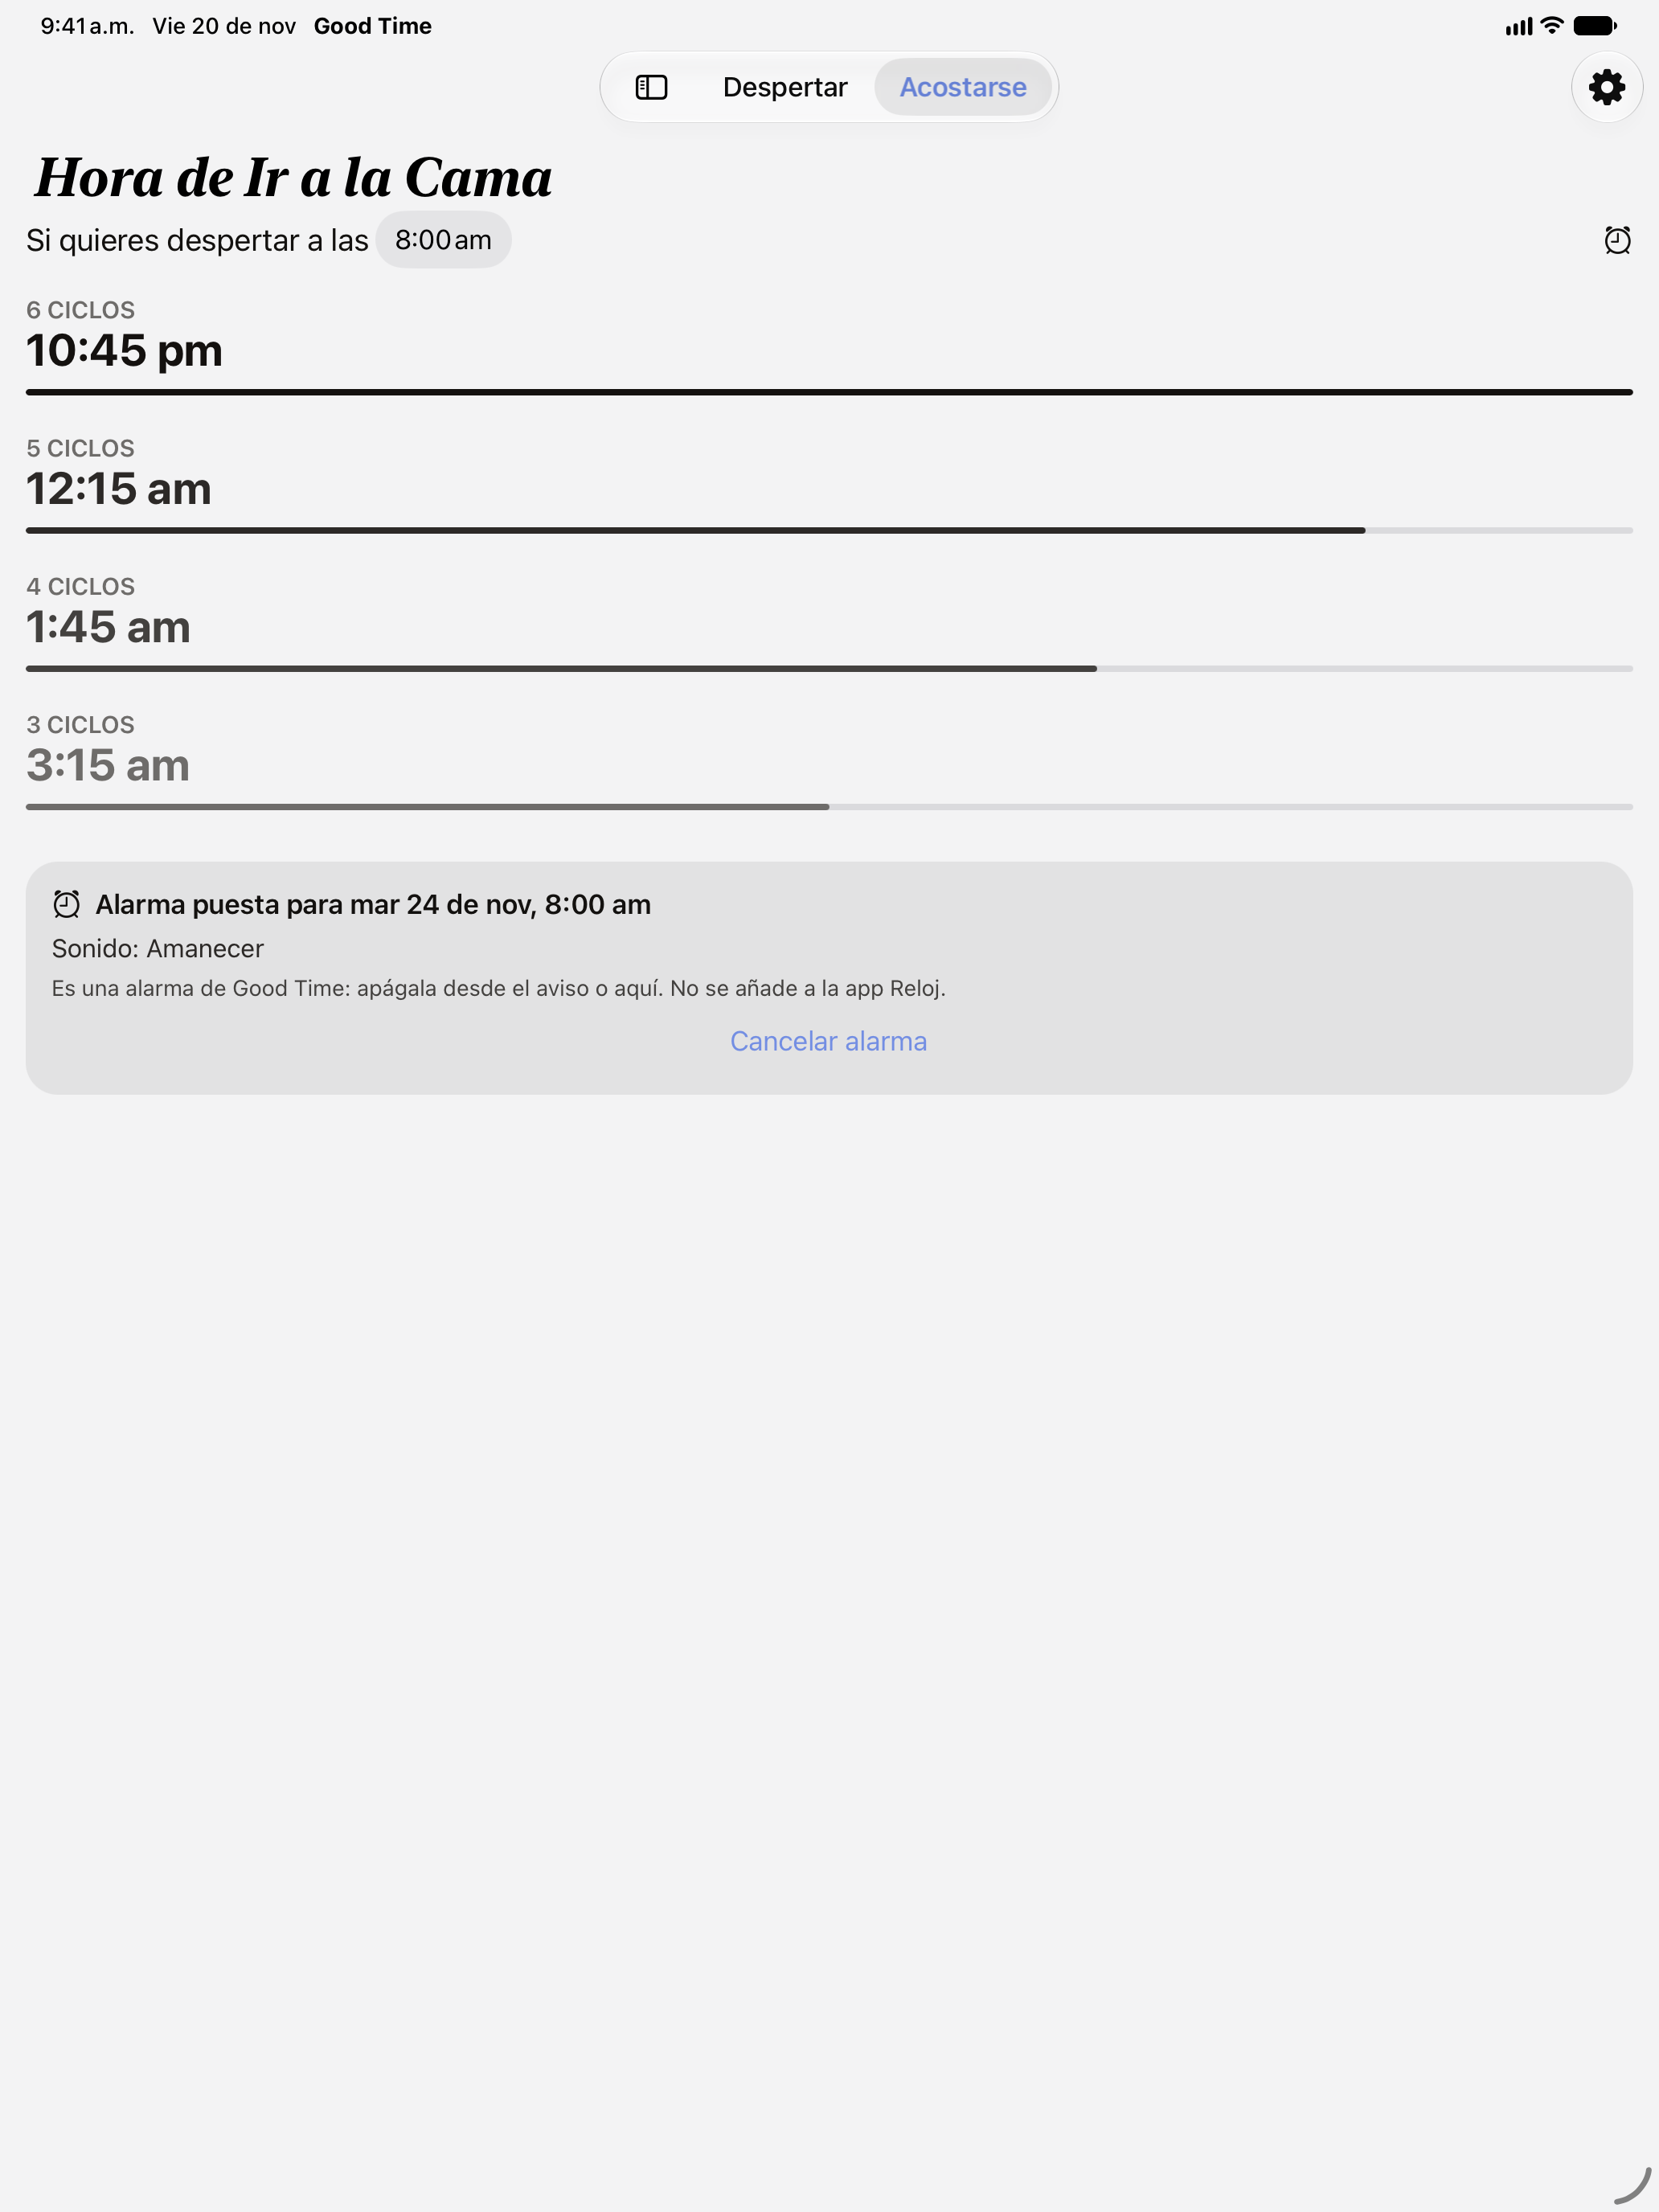 9:41 a.m. Vie 20 de nov Good Time
Despertar Acostarse
Hora de Ir a la Cama
Si quieres despertar a las 8:00 am
6 CICLOS
10:45 pm
5 CICLOS
12:15 am
4 CICLOS
1:45 am
3 CICLOS
3:15 am
Alarma puesta para mar 24 de nov, 8:00 am
Sonido: Amanecer
Es una alarma de Good Time: apágala desde el aviso o aquí. No se añade a la app Reloj.
Cancelar alarma